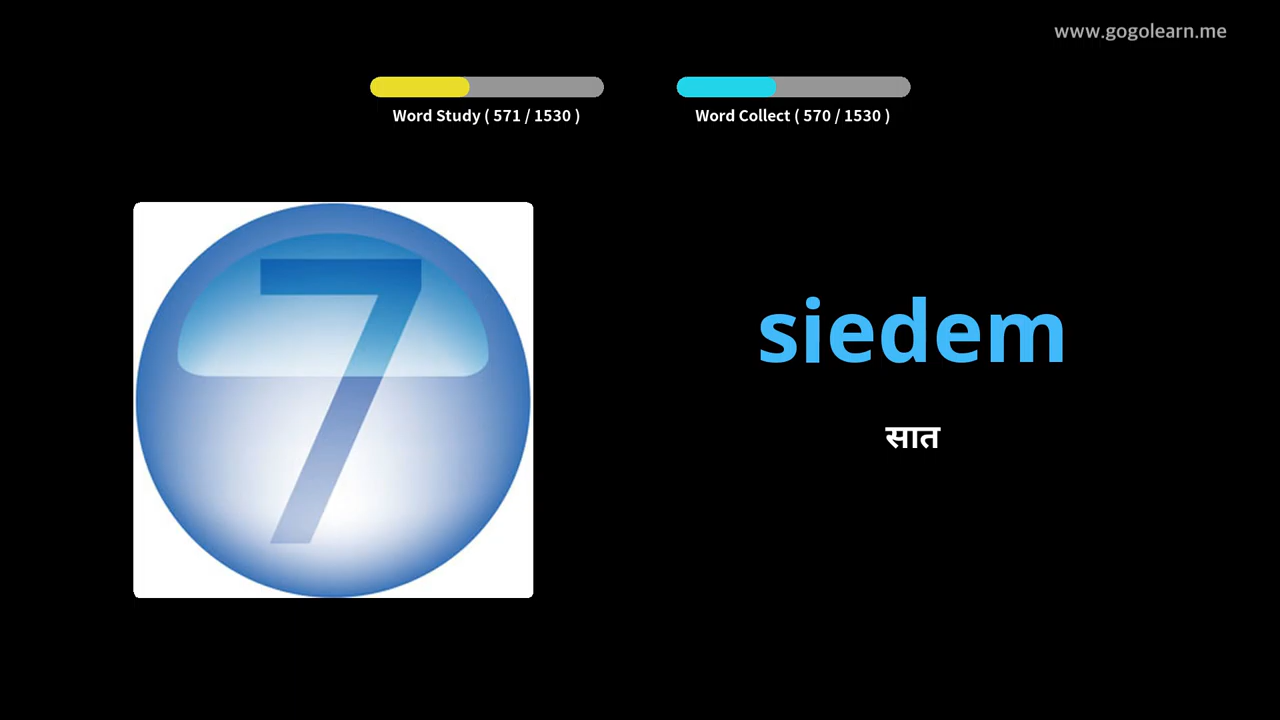 www.gogolearn.me
Word Study ( 571 / 1530 )
Word Collect ( 570 / 1530 )
7
siedem
सात